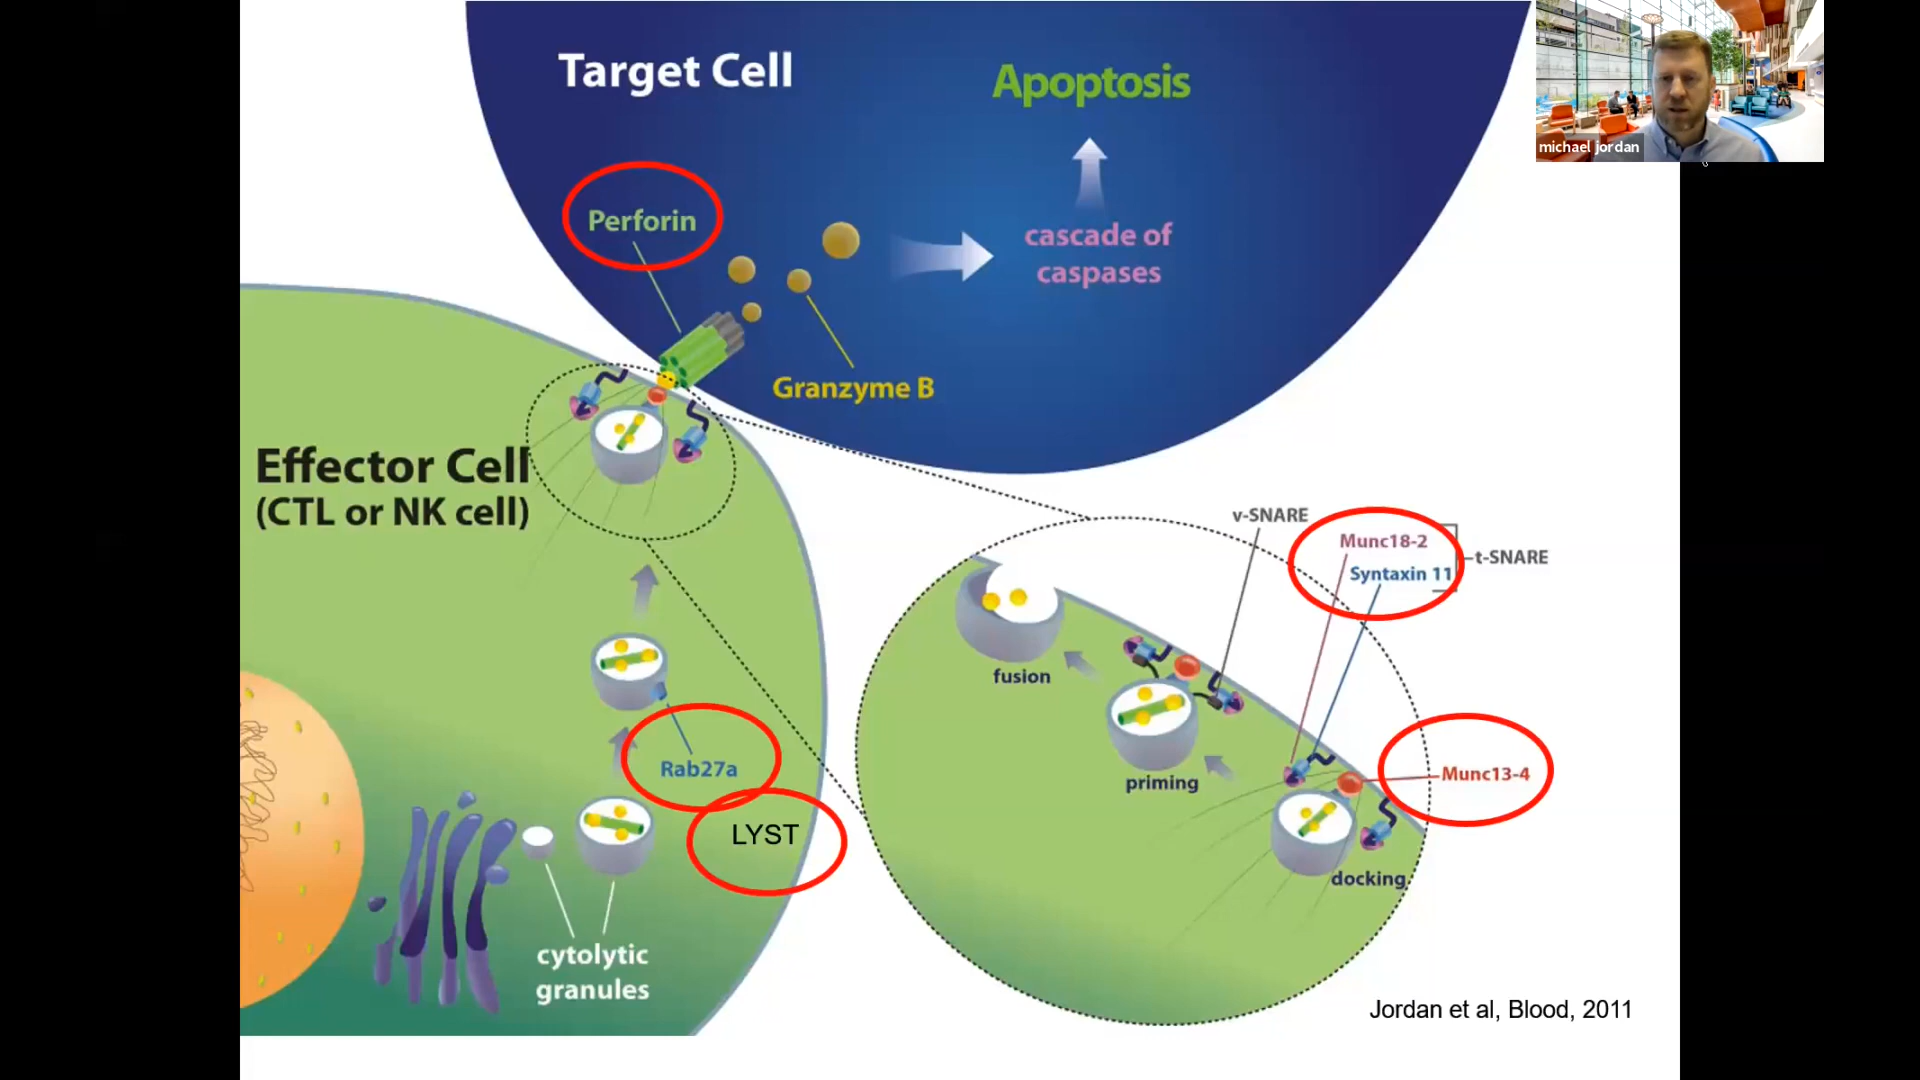 Target Cell
Apoptosis
michael jordan
Perforin
cascade of
caspases
Granzyme B
Effector Cell
(CTL or NK cell)
v-SNARE
Munc18-2
Syntaxin 11
t-SNARE
fusion
priming
Munc13-4
docking
Rab27a
LYST
cytolytic
granules
Jordan et al, Blood, 2011